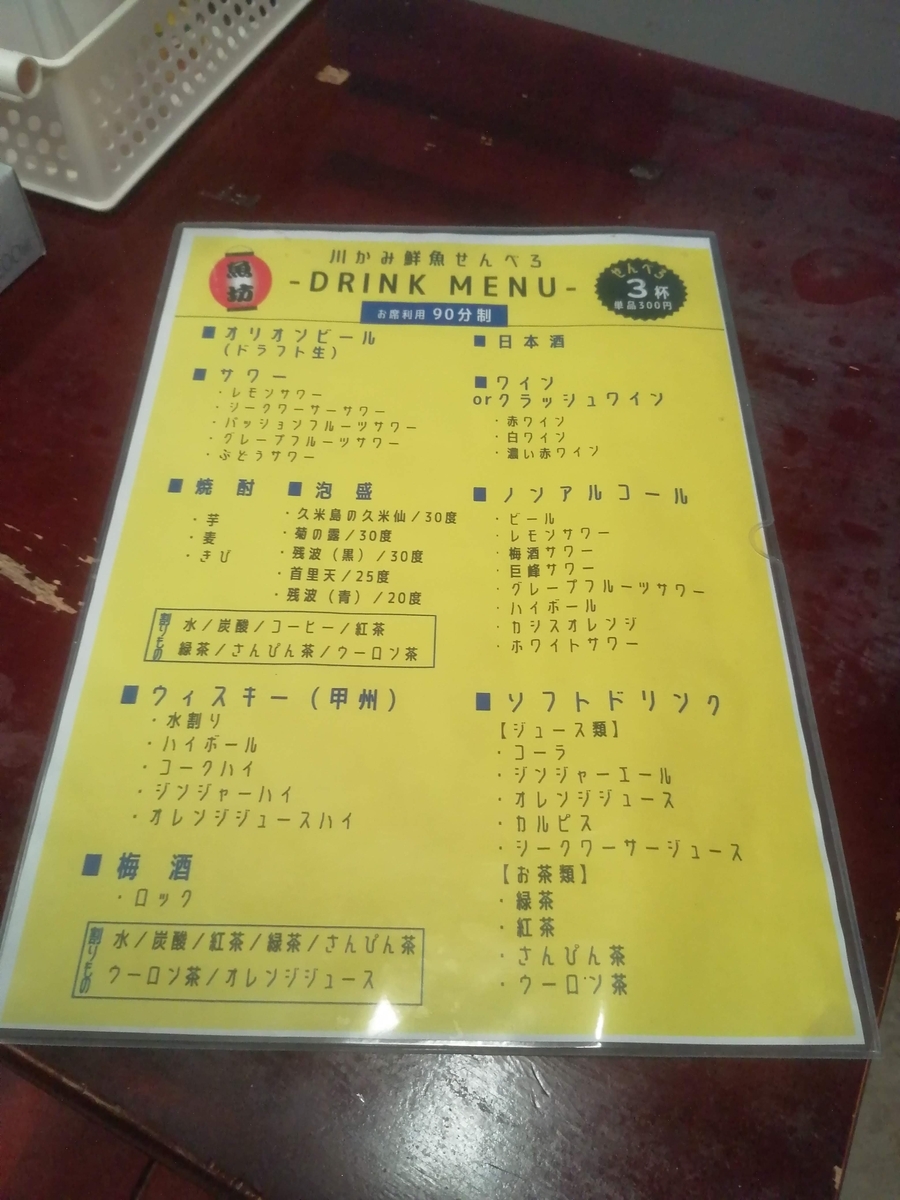 魚坊
川かみ鮮魚せんべろ
-DRINK MENU-
お席利用 90分制
せんべろ
3杯
単品300円
■オリオンビール
(ドラフト生)
■サワー
・レモンサワー
・シークワーサーサワー
・パッションフルーツサワー
・グレープフルーツサワー
・ぶどうサワー
■焼酎
・芋
・麦
・きび
■泡盛
・久米島の久米仙/30度
・菊の露/30度
・残波(黒)/30度
・首里天/25度
・残波(青)/20度
割りもの
水/炭酸/コーヒー/紅茶
緑茶/さんぴん茶/ウーロン茶
■ウィスキー(甲州)
・水割り
・ハイボール
・コークハイ
・ジンジャーハイ
・オレンジジュースハイ
■梅酒
・ロック
割りもの
水/炭酸/紅茶/緑茶/さんぴん茶
ウーロン茶/オレンジジュース
■日本酒
■ワイン
orクラッシュワイン
・赤ワイン
・白ワイン
・濃い赤ワイン
■ノンアルコール
・ビール
・レモンサワー
・梅酒サワー
・巨峰サワー
・グレープフルーツサワー
・ハイボール
・カシスオレンジ
・ホワイトサワー
■ソフトドリンク
【ジュース類】
・コーラ
・ジンジャーエール
・オレンジジュース
・カルピス
・シークワーサージュース
【お茶類】
・緑茶
・紅茶
・さんぴん茶
・ウーロン茶